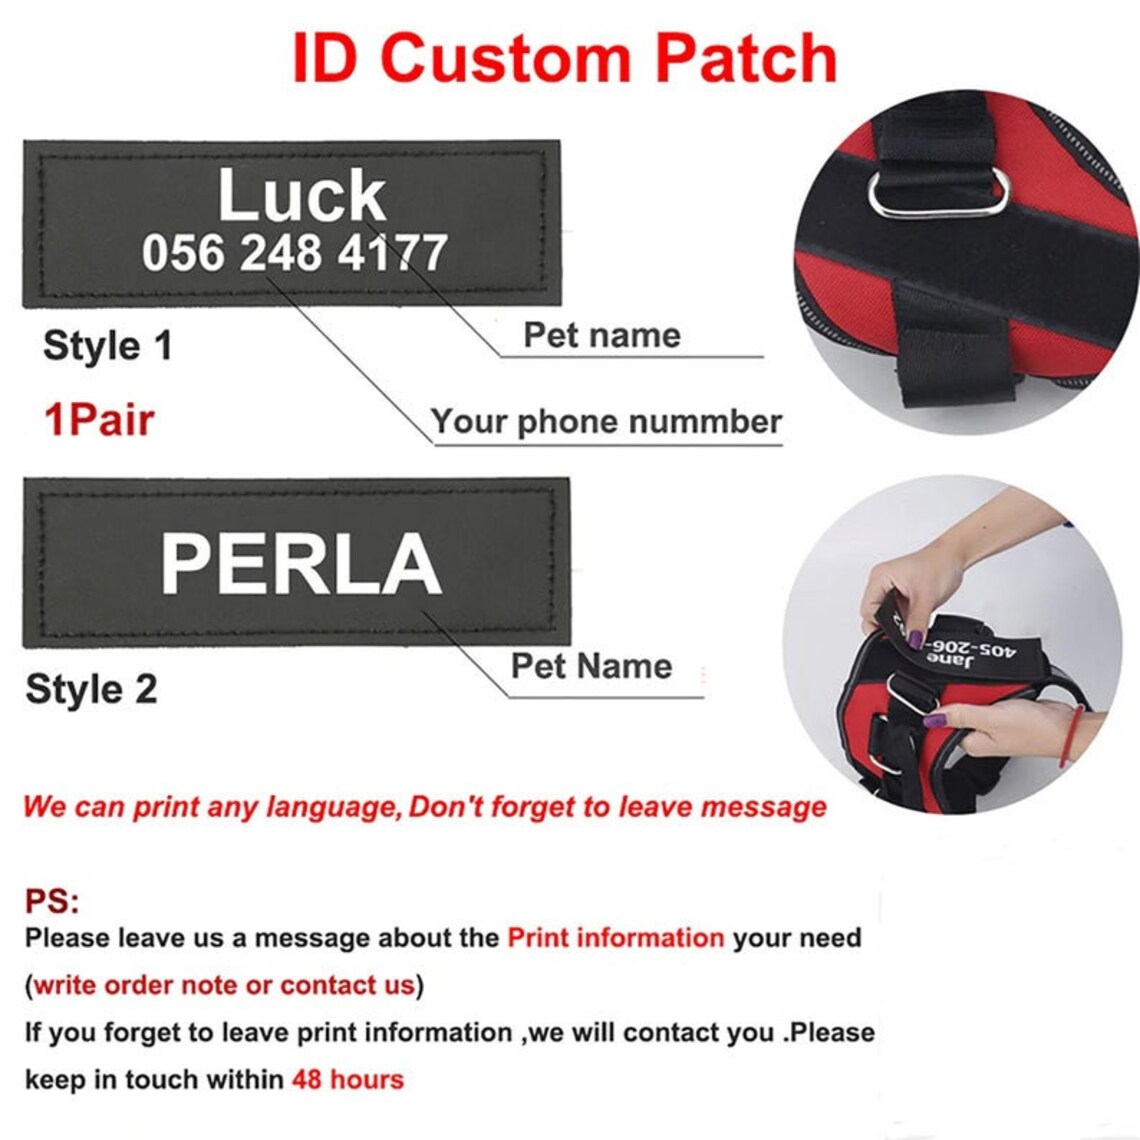 ID Custom Patch
Luck
056 248 4177
Style 1
Pet name
1Pair
Your phone nummber
PERLA
Pet Name
Style 2
Jane
405-206-
We can print any language, Don't forget to leave message
PS:
Please leave us a message about the Print information your need
(write order note or contact us)
If you forget to leave print information ,we will contact you .Please
keep in touch within 48 hours